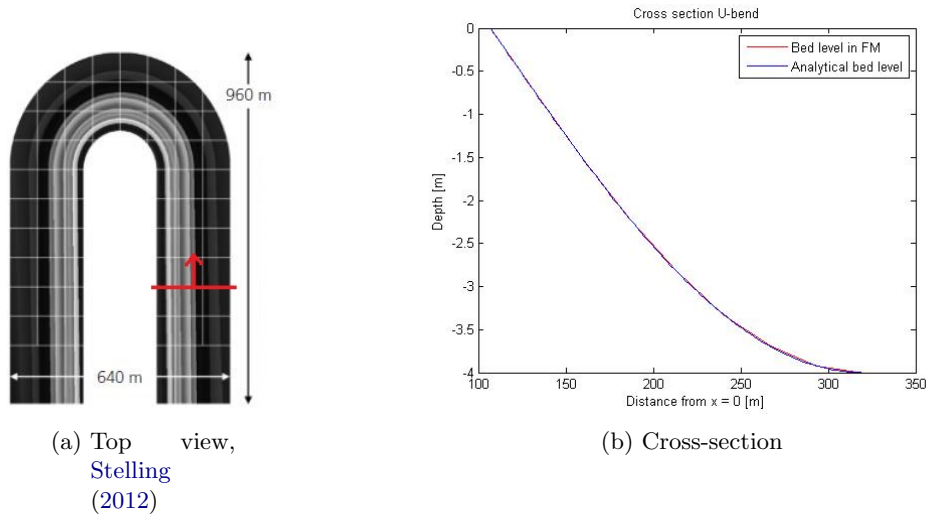 960 m
640 m
(a) Top view,
Stelling
(2012)
Cross section U-bend
Bed level in FM
Analytical bed level
Depth [m]
0
-0.5
-1
-1.5
-2
-2.5
-3
-3.5
-4
100 150 200 250 300 350
Distance from x = 0 [m]
(b) Cross-section